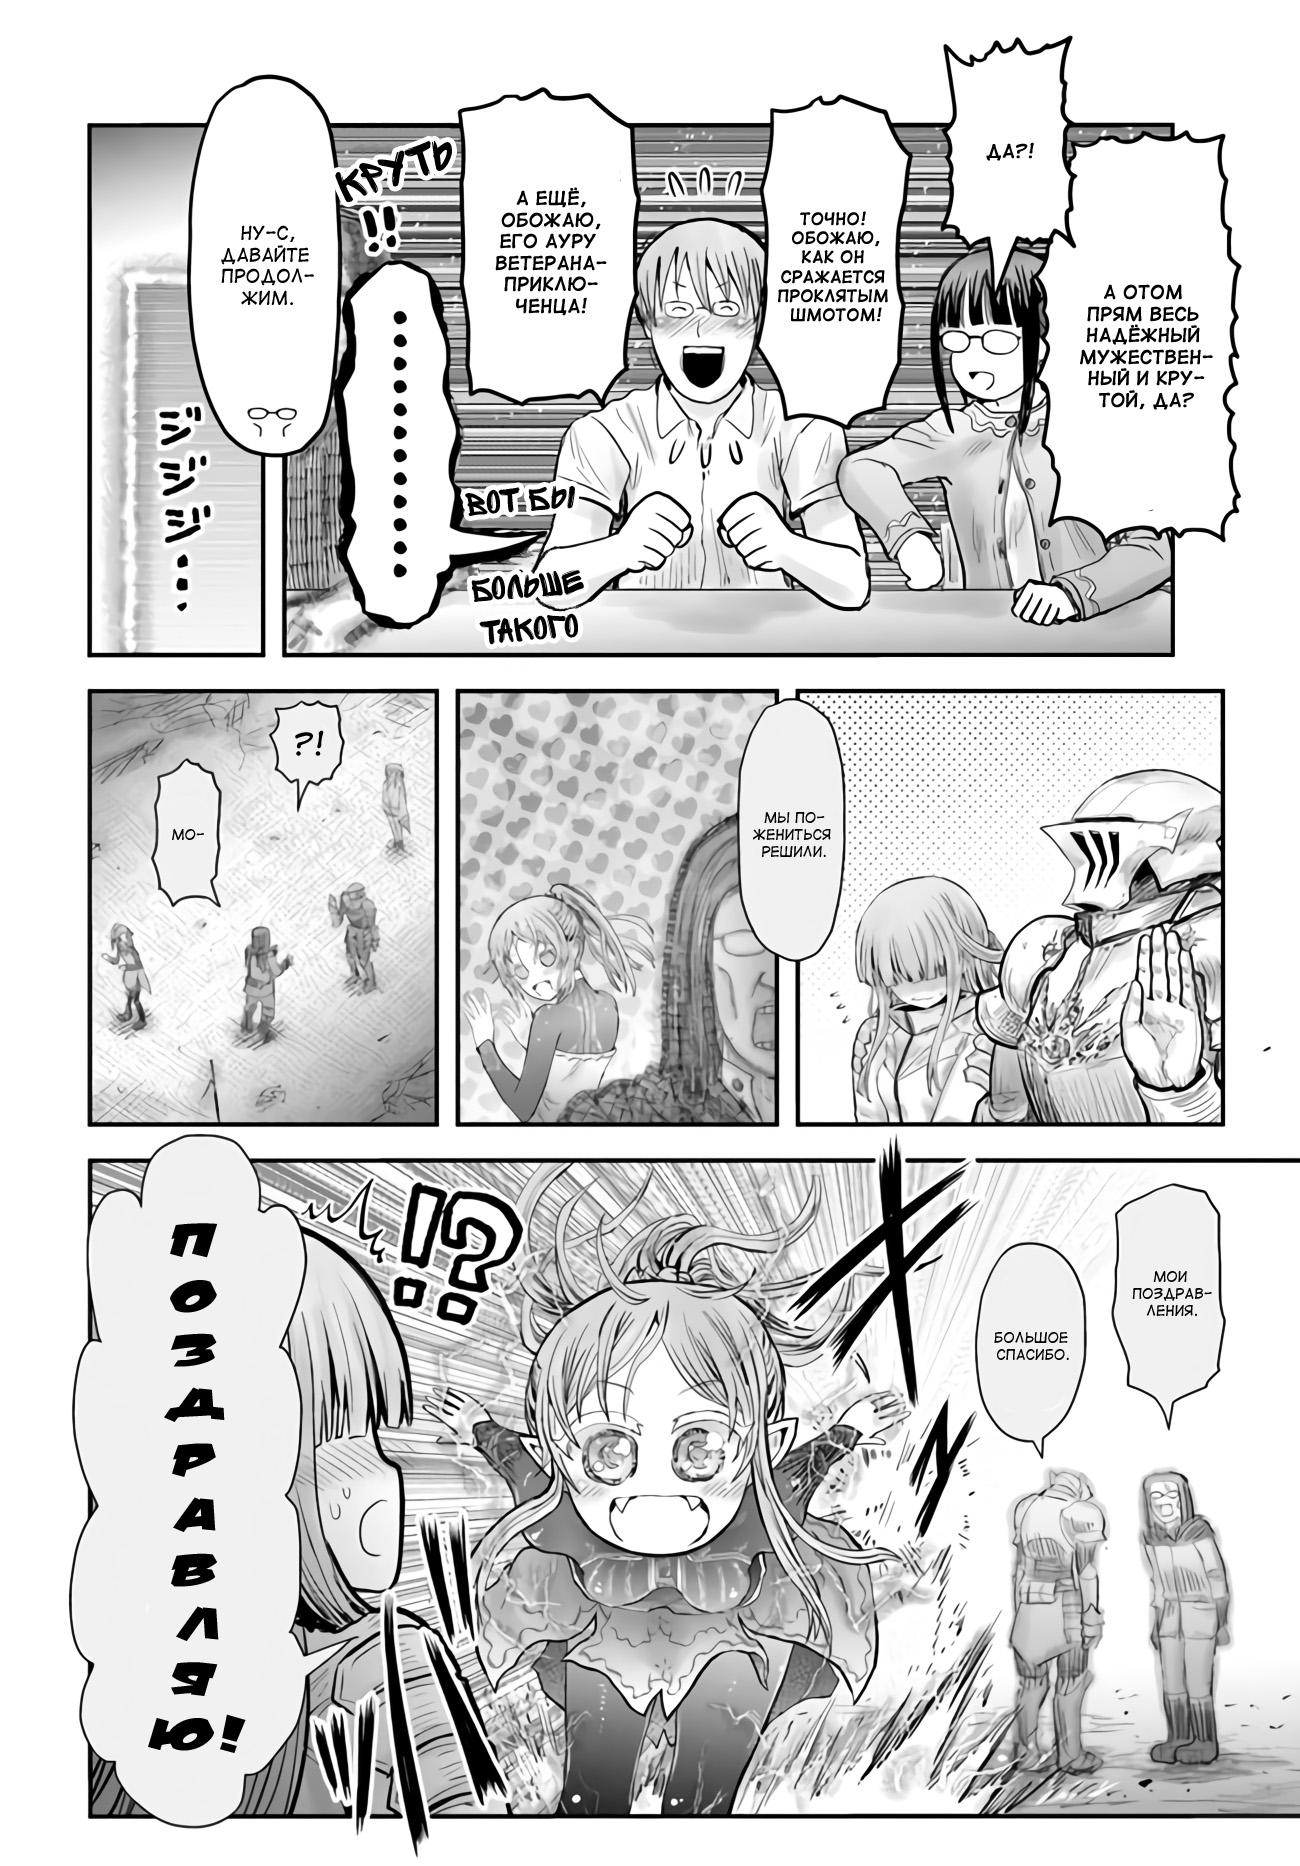 ДА?!
А ОТОМ
ПРЯМ ВЕСЬ
НАДЁЖНЫЙ
МУЖЕСТВЕН-
НЫЙ И КРУ-
ТОЙ, ДА?
ТОЧНО!
ОБОЖАЮ,
КАК ОН
СРАЖАЕТСЯ
ПРОКЛЯТЫМ
ШМОТОМ!
А ЕЩЁ,
ОБОЖАЮ,
ЕГО АУРУ
ВЕТЕРАНА-
ПРИКЛЮ-
ЧЕНЦА!
КРУТЬ
!!
ВОТ БЫ
БОЛЬШЕ
ТАКОГО
НУ-С,
ДАВАЙТЕ
ПРОДОЛ-
ЖИМ.
ジジジ...
МЫ ПО-
ЖЕНИТЬСЯ
РЕШИЛИ.
?!
МО-
МОИ
ПОЗДРАВ-
ЛЕНИЯ.
БОЛЬШОЕ
СПАСИБО.
!?
ПОЗДРАВЛЯЮ!